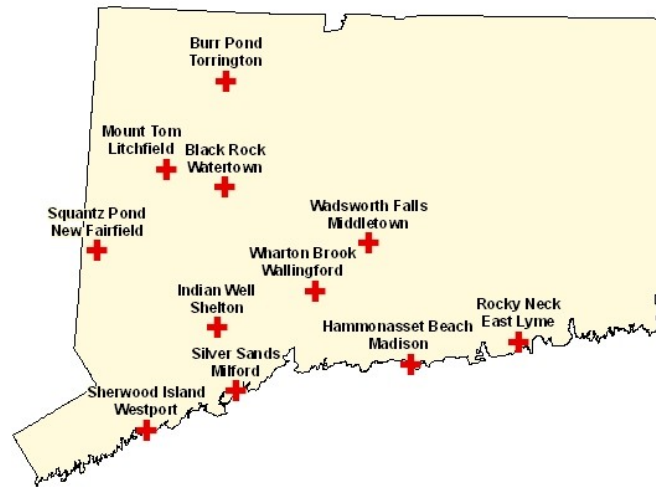 Burr Pond
Torrington
Mount Tom
Litchfield
Black Rock
Watertown
Squantz Pond
New Fairfield
Wadsworth Falls
Middletown
Wharton Brook
Wallingford
Indian Well
Shelton
Rocky Neck
East Lyme
Hammonasset Beach
Madison
Silver Sands
Milford
Sherwood Island
Westport